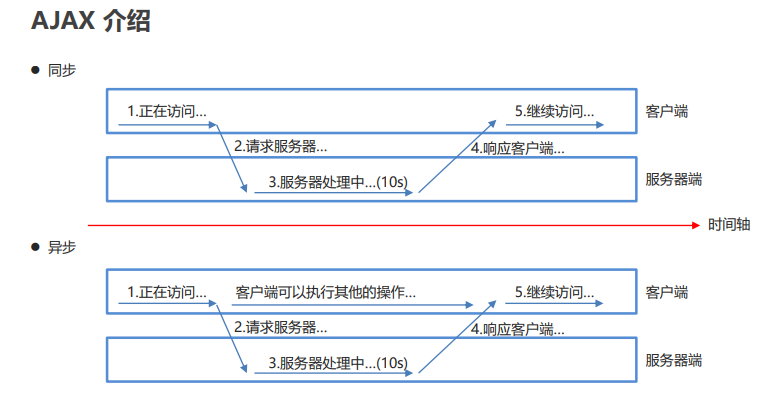 AJAX 介绍
● 同步
1.正在访问... 5.继续访问... 客户端
2.请求服务器... 4.响应客户端...
3.服务器处理中...(10s) 服务器端
时间轴
● 异步
1.正在访问... 客户端可以执行其他的操作... 5.继续访问... 客户端
2.请求服务器... 4.响应客户端...
3.服务器处理中...(10s) 服务器端